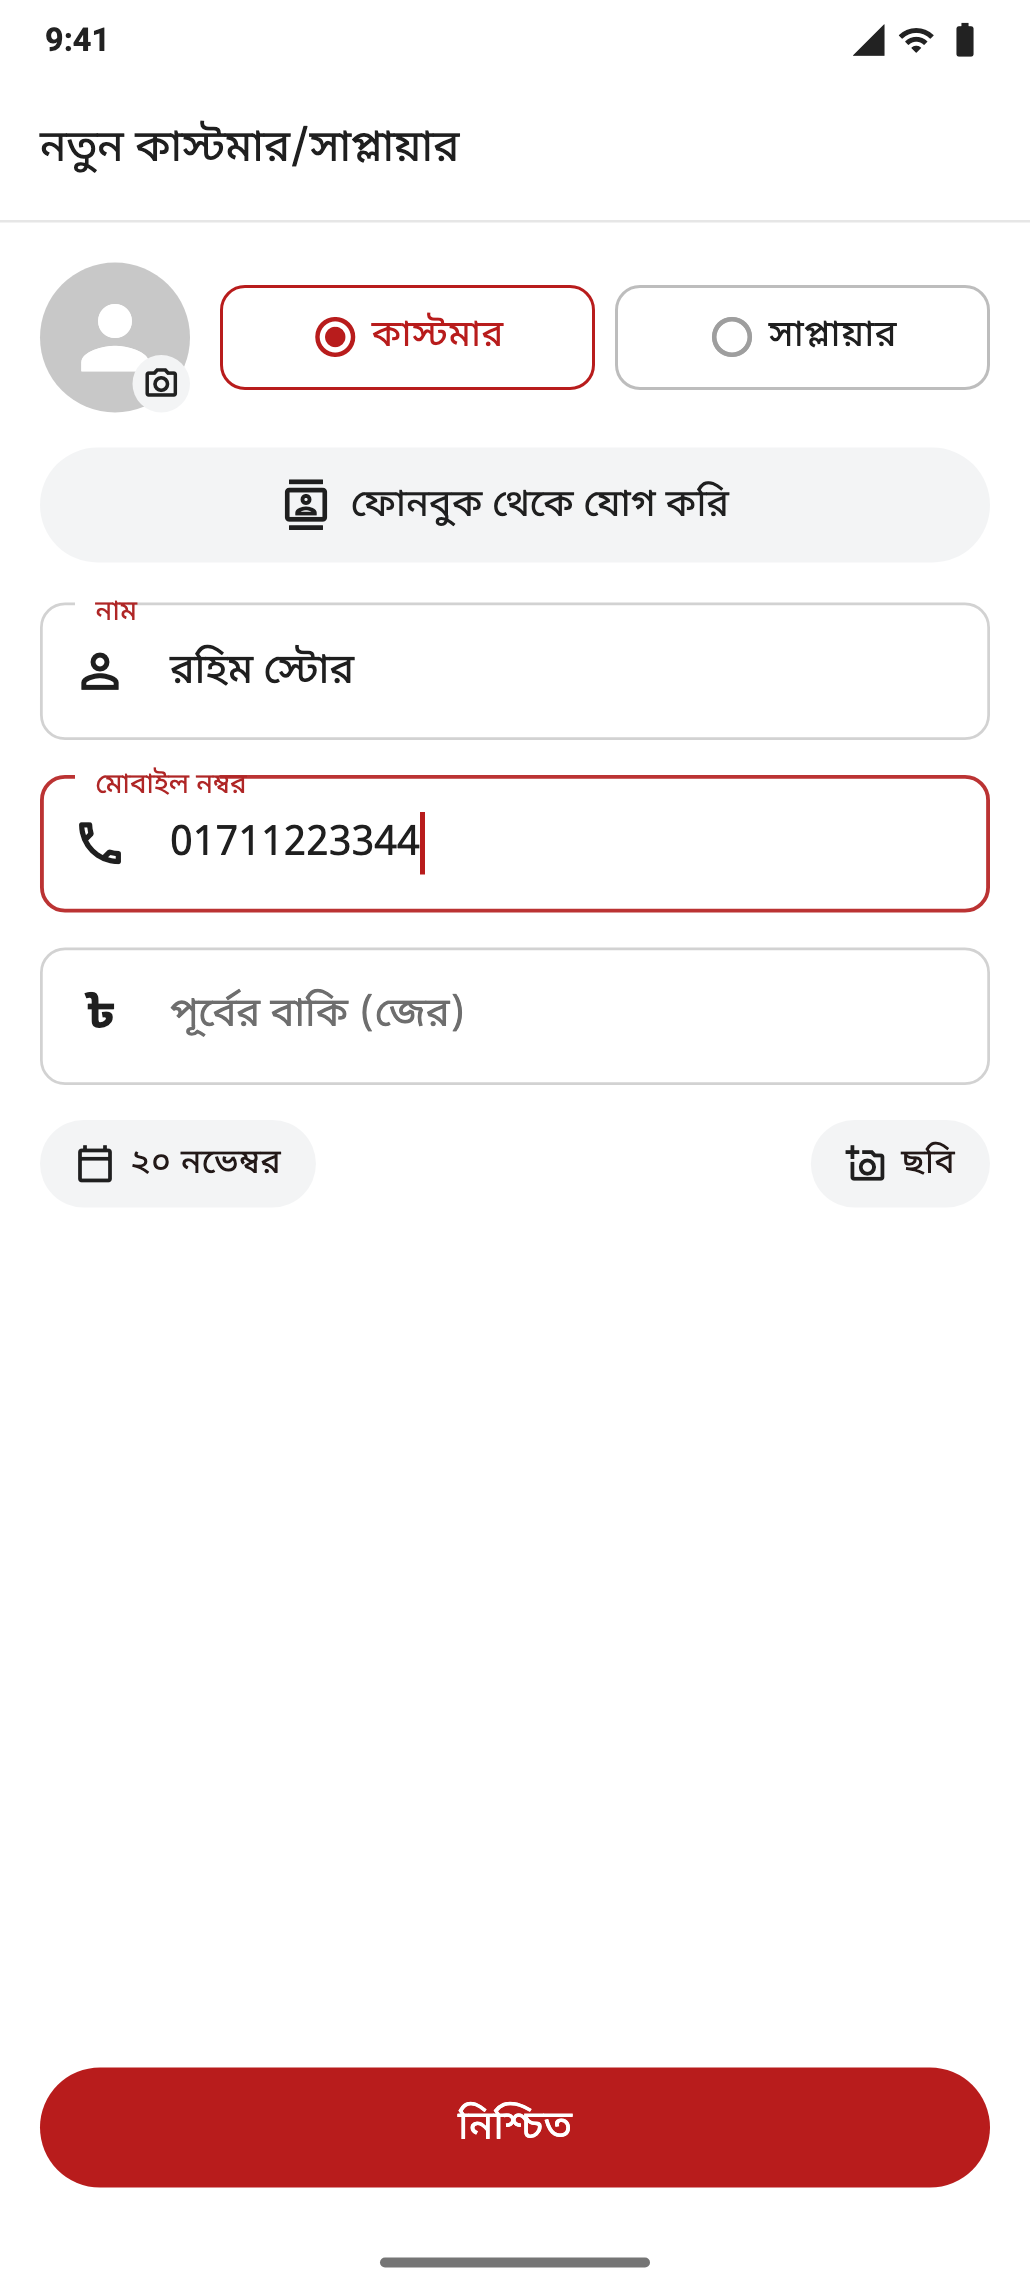 9:41
নতুন কাস্টমার/সাপ্লায়ার
কাস্টমার
সাপ্লায়ার
ফোনবুক থেকে যোগ করি
নাম
রহিম স্টোর
মোবাইল নম্বর
01711223344
৳ পূর্বের বাকি (জের)
২০ নভেম্বর
ছবি
নিশ্চিত